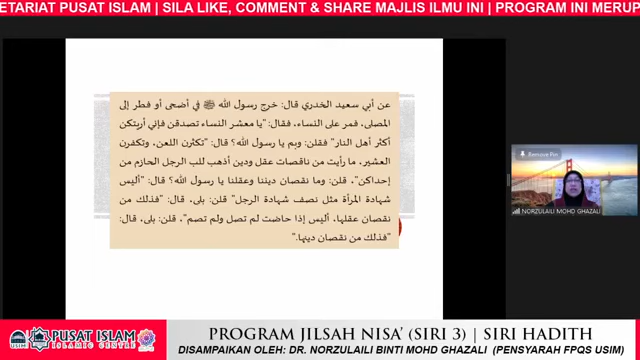 ETARIAT PUSAT ISLAM | SILA LIKE, COMMENT & SHARE MAJLIS ILMU INI | PROGRAM INI MERUP
عن أبي سعيد الخدري قال: خرج رسول الله ﷺ في أضحى أو فطر إلى
المصلى، فمر على النساء، فقال: "يا معشر النساء تصدقن فإني أريتكن
أكثر أهل النار" فقلن: وبم يا رسول الله؟ قال: "تكثرن اللعن، وتكفرن
العشير، ما رأيت من ناقصات عقل ودين أذهب للب الرجل الحازم من
إحداكن"، قلن: وما نقصان ديننا وعقلنا يا رسول الله؟ قال: "أليس
شهادة المرأة مثل نصف شهادة الرجل" قلن: بلى، قال: "فذلك من
نقصان عقلها، أليس إذا حاضت لم تصل ولم تصم"، قلن: بلى، قال:
"فذلك من نقصان دينها."
Remove Pin
NORZULAILI MOHD GHAZALI
USIM
PUSAT ISLAM
ISLAMIC CENTRE
PROGRAM JILSAH NISA' (SIRI 3) | SIRI HADITH
DISAMPAIKAN OLEH: DR. NORZULAILI BINTI MOHD GHAZALI (PENSYARAH FPQS USIM)